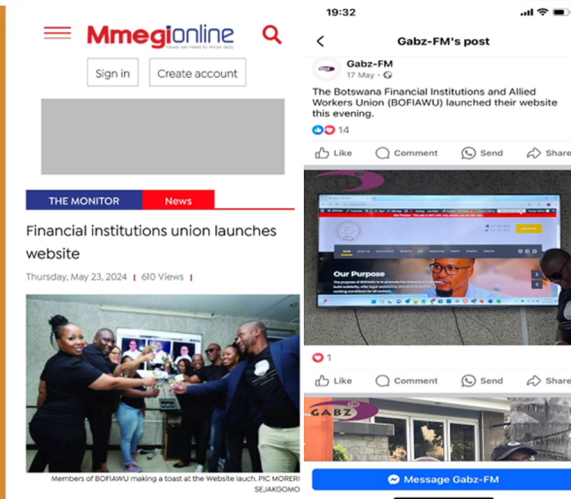 Mmegionline
news we need to know daily
Sign in
Create account
THE MONITOR
News
Financial institutions union launches
website
Thursday, May 23, 2024 | 610 Views |
Members of BOFIAWU making a toast at the Website lauch. PIC MORERI
SEJAKGOMO
19:32
Gabz-FM's post
Gabz-FM
17 May ·
The Botswana Financial Institutions and Allied
Workers Union (BOFIAWU) launched their website
this evening.
14
Like
Comment
Send
Share
Our Purpose
1
Like
Comment
Send
Share
GABZ
Message Gabz-FM